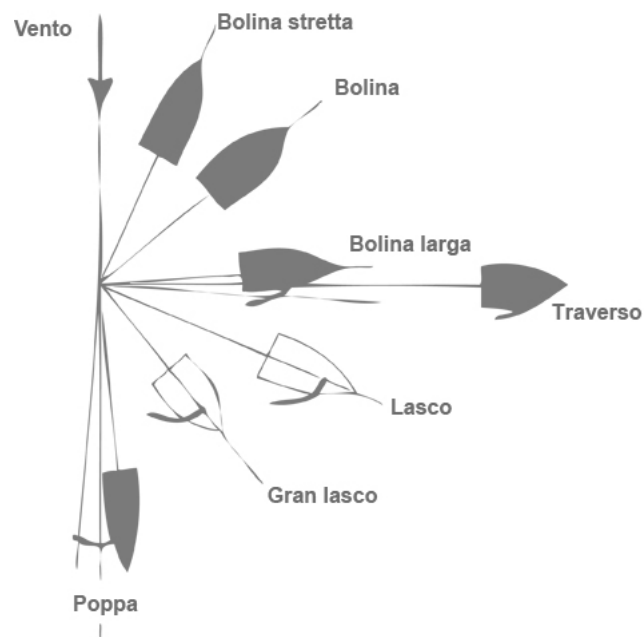 Vento
Bolina stretta
Bolina
Bolina larga
Traverso
Lasco
Gran lasco
Poppa